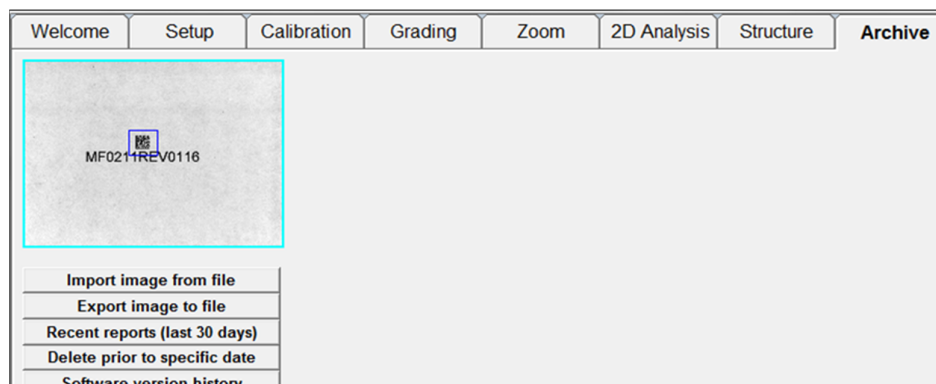 Welcome Setup Calibration Grading Zoom 2D Analysis Structure Archive
MF0211REV0116
Import image from file
Export image to file
Recent reports (last 30 days)
Delete prior to specific date
Software version history